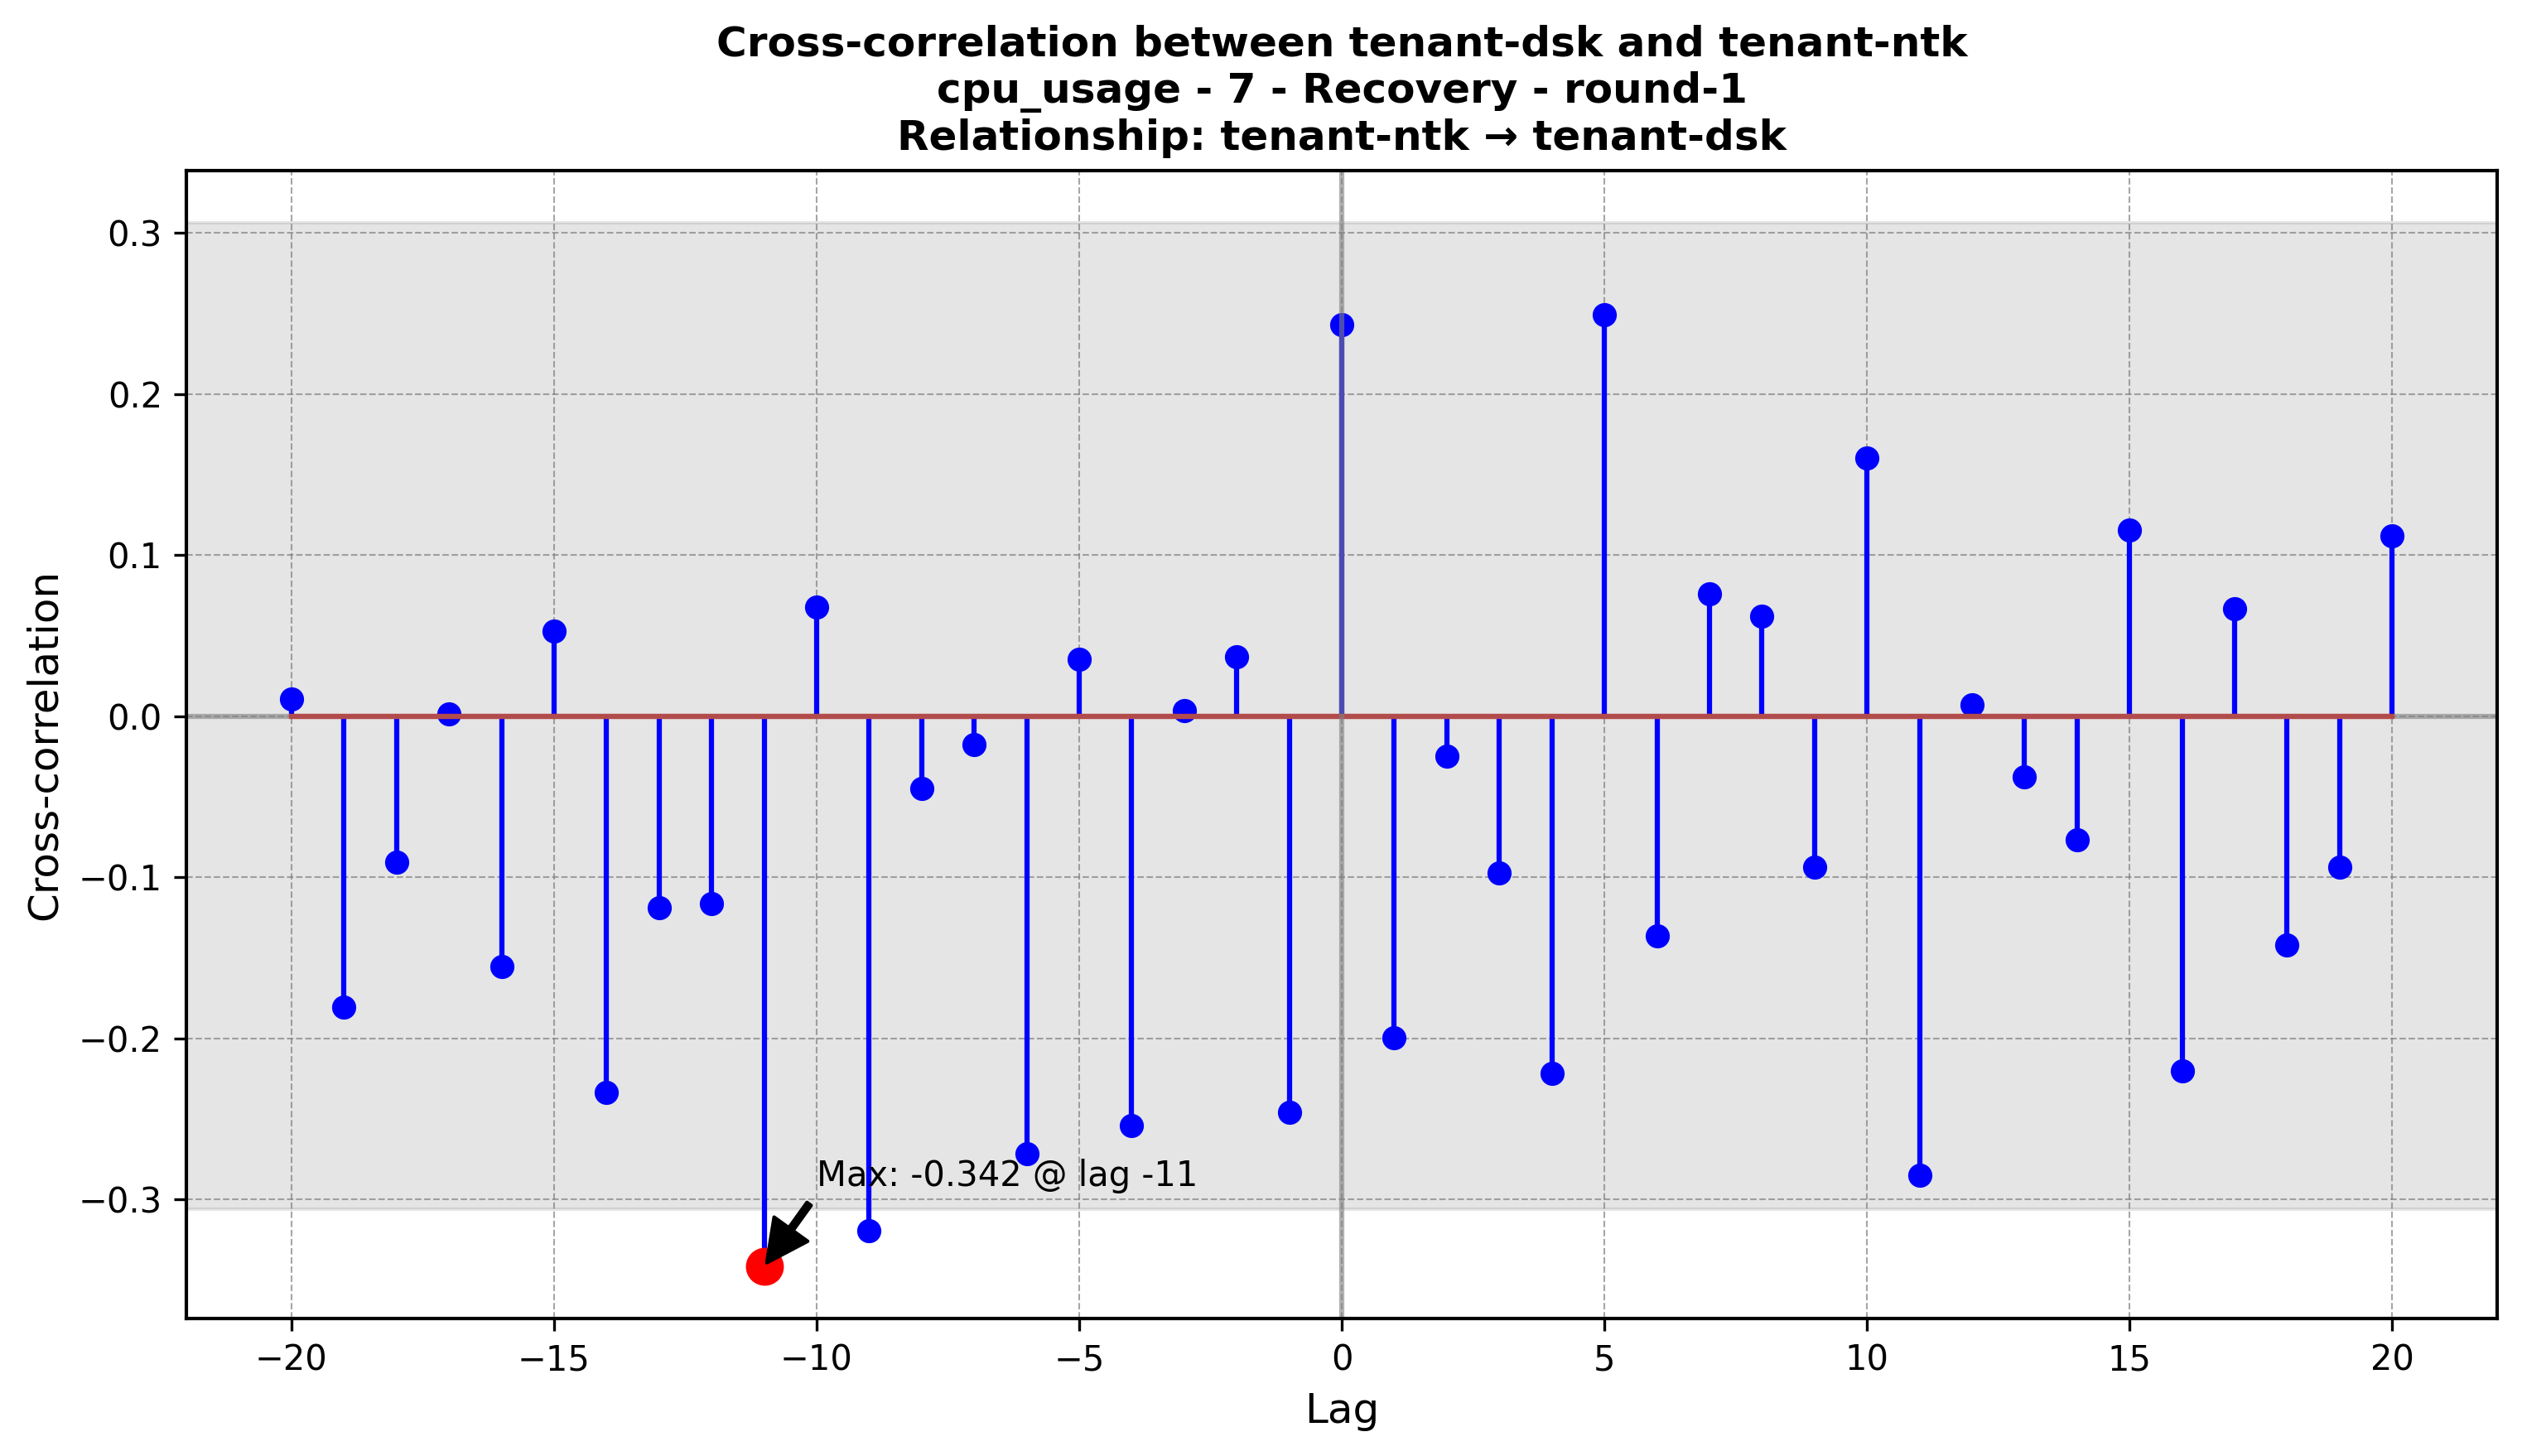 Cross-correlation between tenant-dsk and tenant-ntk
cpu_usage - 7 - Recovery - round-1
Relationship: tenant-ntk → tenant-dsk
Cross-correlation
0.3
0.2
0.1
0.0
−0.1
−0.2
−0.3
Max: -0.342 @ lag -11
−20
−15
−10
−5
0
5
10
15
20
Lag